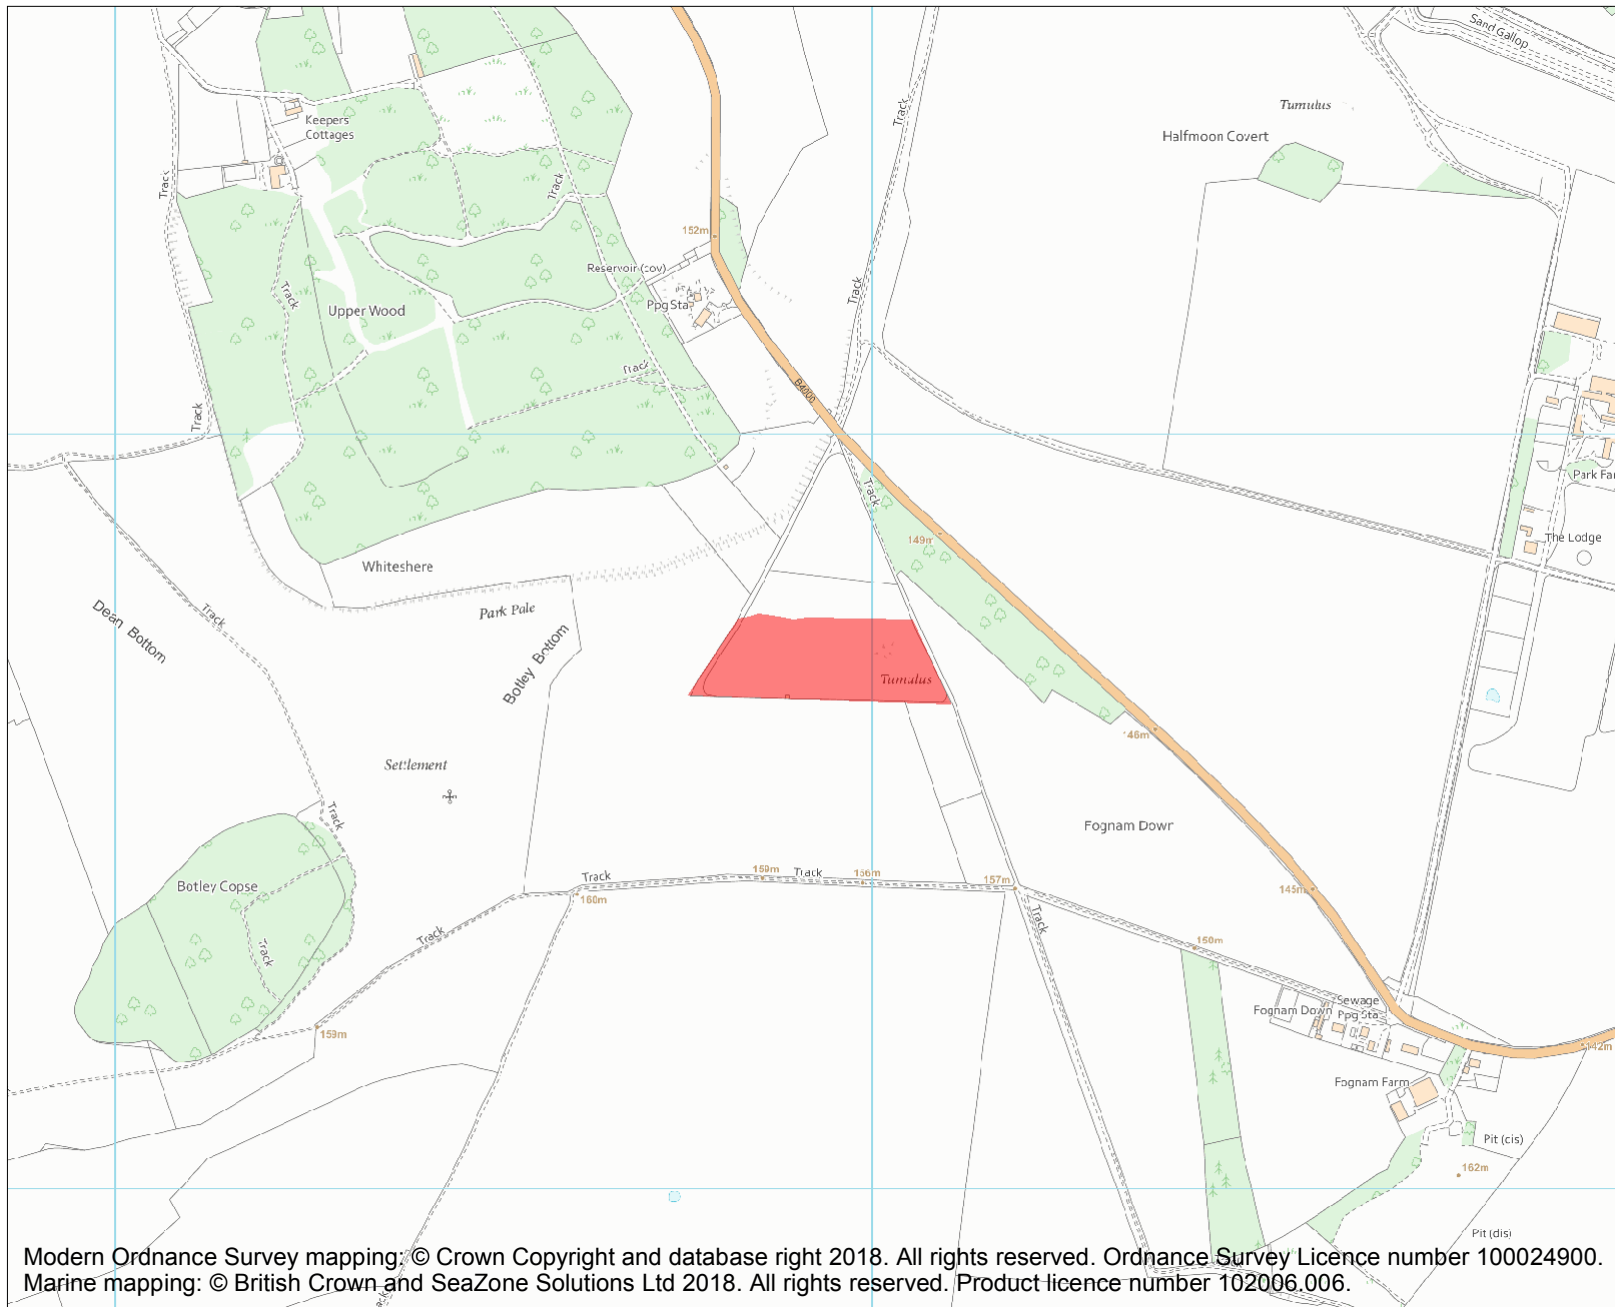 Sand Gallop
Track
Tumulus
Keepers
Cottages
Halfmoon Covert
Track
Track
152m
Reservoir (cov)
Track
Track
Ppg Sta
Upper Wood
Track
B4000
Track
Park Fa
Track
149m
The Lodge
Whiteshere
Park Pale
Track
Dean Bottom
Botley Bottom
Tumulus
146m
Settlement
Track
Fognam Down
Botley Copse
Track
159m
Track
156m
157m
145m
160m
Track
Track
Track
150m
159m
Sewage
Ppg Sta
Fognam Down
142m
Fognam Farm
Pit (dis)
162m
Pit (dis)
Modern Ordnance Survey mapping: © Crown Copyright and database right 2018. All rights reserved. Ordnance Survey Licence number 100024900.
Marine mapping: © British Crown and SeaZone Solutions Ltd 2018. All rights reserved. Product licence number 102006.006.